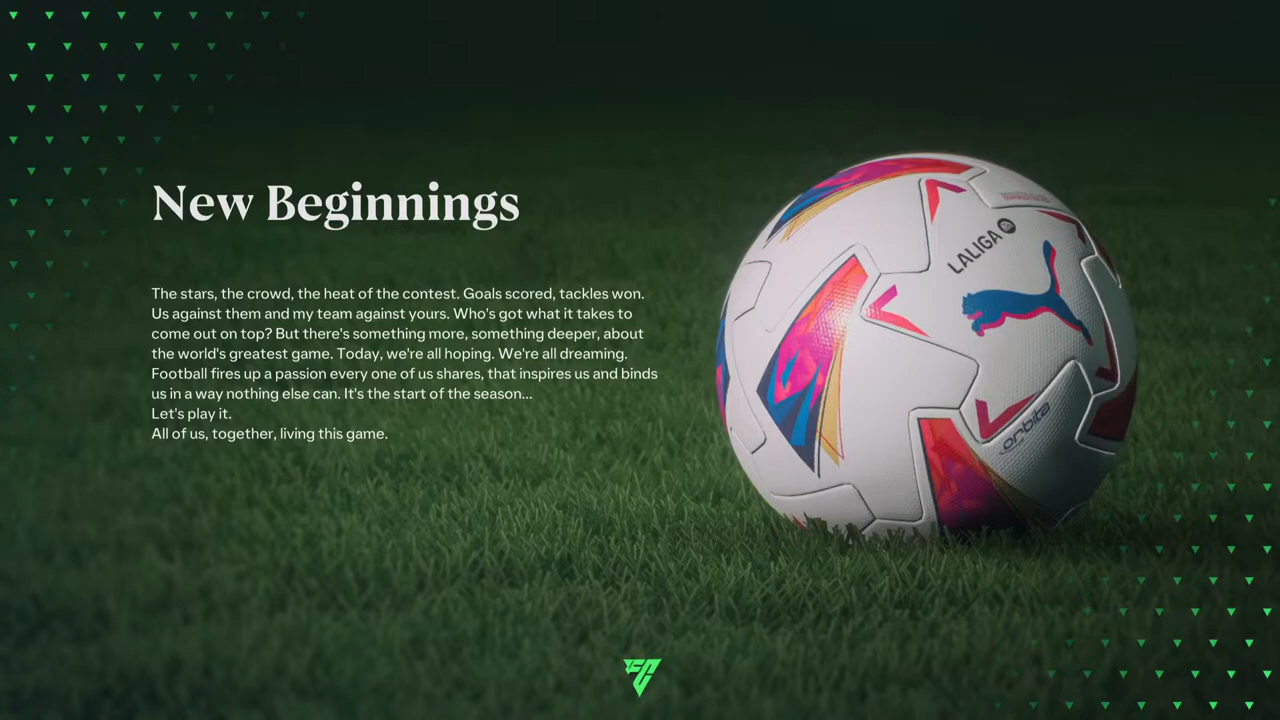 New Beginnings
The stars, the crowd, the heat of the contest. Goals scored, tackles won.
Us against them and my team against yours. Who's got what it takes to
come out on top? But there's something more, something deeper, about
the world's greatest game. Today, we're all hoping. We're all dreaming.
Football fires up a passion every one of us shares, that inspires us and binds
us in a way nothing else can. It's the start of the season...
Let's play it.
All of us, together, living this game.
LALIGA
orbita
FC